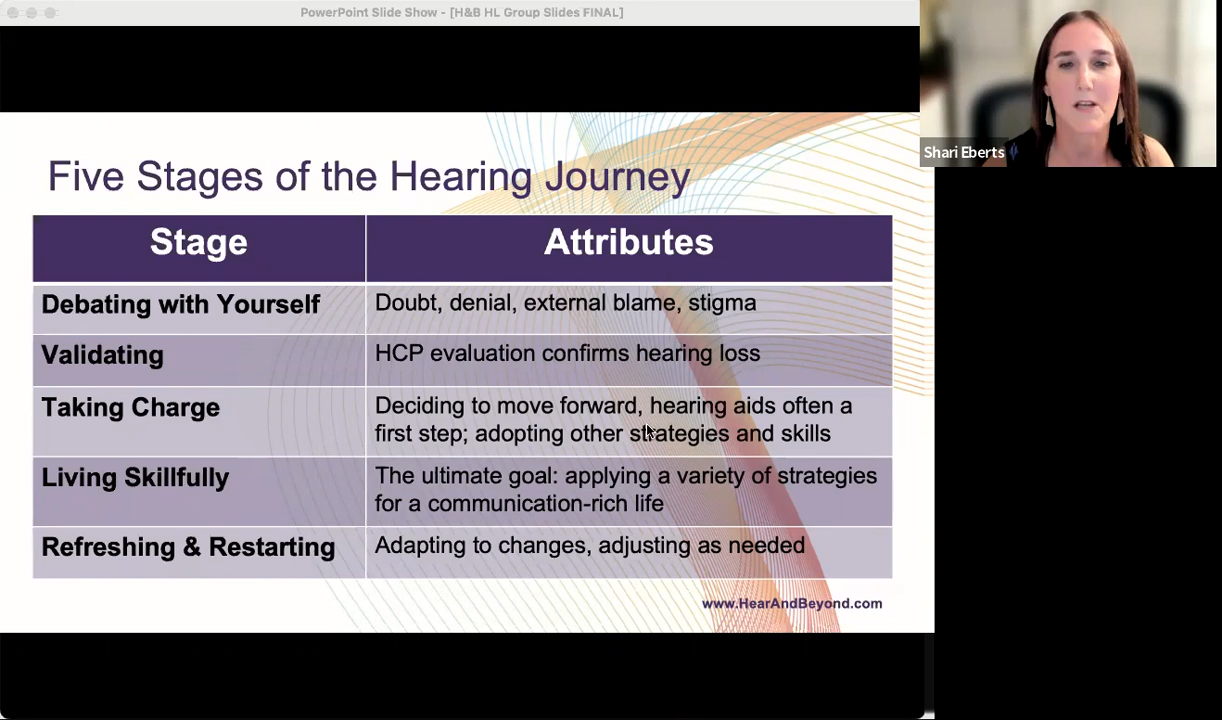 PowerPoint Slide Show - [H&B HL Group Slides FINAL]
Shari Eberts
Five Stages of the Hearing Journey
Stage
Attributes
Debating with Yourself
Doubt, denial, external blame, stigma
Validating
HCP evaluation confirms hearing loss
Taking Charge
Deciding to move forward, hearing aids often a
first step; adopting other strategies and skills
Living Skillfully
The ultimate goal: applying a variety of strategies
for a communication-rich life
Refreshing & Restarting
Adapting to changes, adjusting as needed
www.HearAndBeyond.com